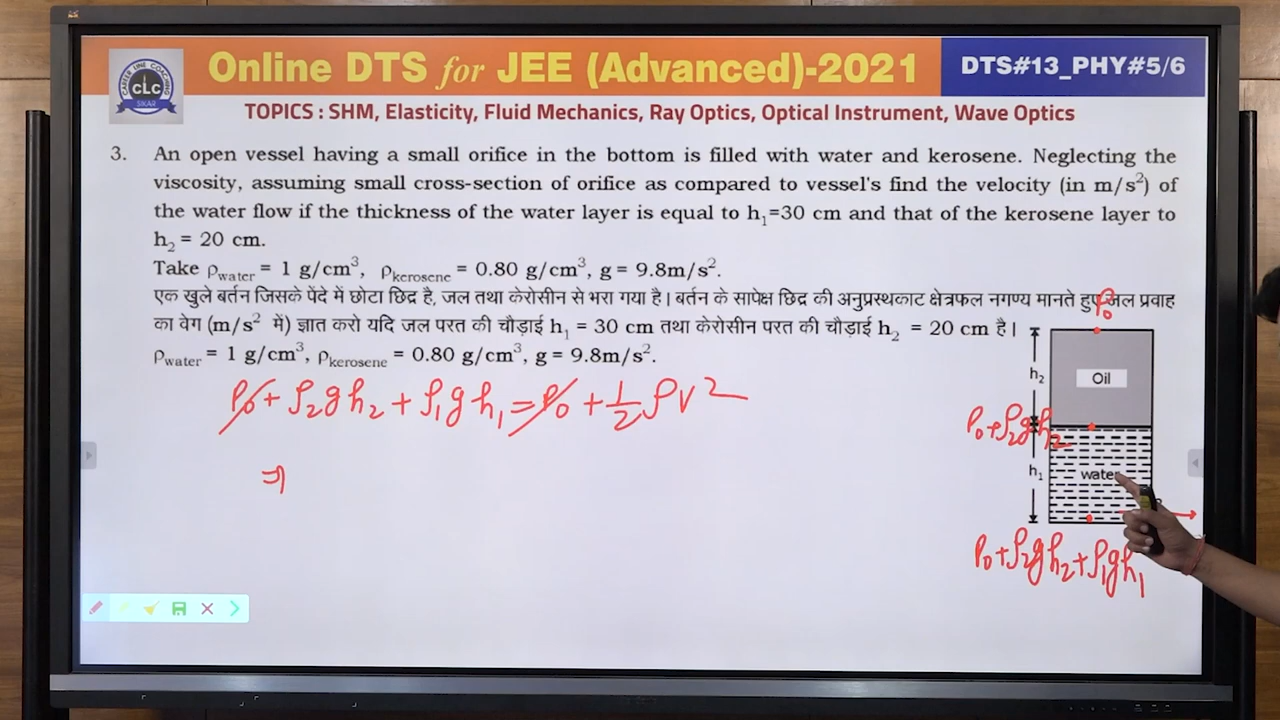 Online DTS for JEE (Advanced)-2021
DTS#13_PHY#5/6
CLC
SIKAR
TOPICS : SHM, Elasticity, Fluid Mechanics, Ray Optics, Optical Instrument, Wave Optics
3. An open vessel having a small orifice in the bottom is filled with water and kerosene. Neglecting the
viscosity, assuming small cross-section of orifice as compared to vessel's find the velocity (in m/s²) of
the water flow if the thickness of the water layer is equal to h₁=30 cm and that of the kerosene layer to
h₂ = 20 cm.
Take ρwater = 1 g/cm³, ρkerosene = 0.80 g/cm³, g = 9.8m/s².
एक खुले बर्तन जिसके पेंदे में छोटा छिद्र है, जल तथा केरोसीन से भरा गया है। बर्तन के सापेक्ष छिद्र की अनुप्रस्थकाट क्षेत्रफल नगण्य मानते हुए जल प्रवाह
का वेग (m/s² में) ज्ञात करो यदि जल परत की चौड़ाई h₁ = 30 cm तथा केरोसीन परत की चौड़ाई h₂ = 20 cm है।
ρwater = 1 g/cm³, ρkerosene = 0.80 g/cm³, g = 9.8m/s².
P₀
h₂
Oil
P₀ + ρ₂gh₂ + ρ₁gh₁ = P₀ + 1/2 ρv²
P₀+ρ₂gh₂
h₁
water
⇒
P₀+ρ₂gh₂+ρ₁gh₁